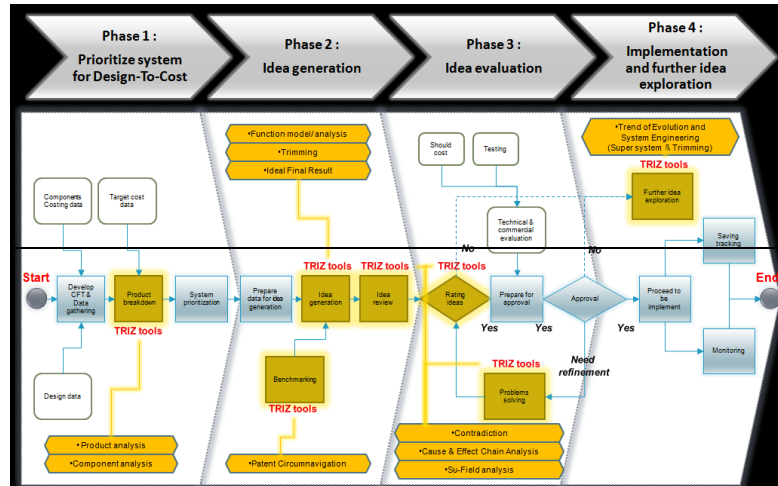 Phase 1 :
Prioritize system
for Design-To-Cost
Phase 2 :
Idea generation
Phase 3 :
Idea evaluation
Phase 4 :
Implementation
and further idea
exploration
•Function model/ analysis
•Trimming
•Ideal Final Result
Should
cost
Testing
•Trend of Evolution and
System Engineering
(Super system & Trimming)
TRIZ tools
Components
Costing data
Target cost
data
Technical &
commercial
evaluation
Further idea
exploration
Saving
tracking
No
No
Start
TRIZ tools
TRIZ tools
TRIZ tools
End
Develop
CFT &
Data
gathering
Product
breakdown
System
prioritization
Prepare
data for idea
generation
Idea
generation
Idea
review
Rating
ideas
Prepare for
approval
Approval
Proceed to
be
implement
Yes
Yes
Yes
TRIZ tools
Monitoring
Design data
Benchmarking
TRIZ tools
TRIZ tools
Problems
solving
Need
refinement
•Product analysis
•Component analysis
•Patent Circumnavigation
•Contradiction
•Cause & Effect Chain Analysis
•Su-Field analysis